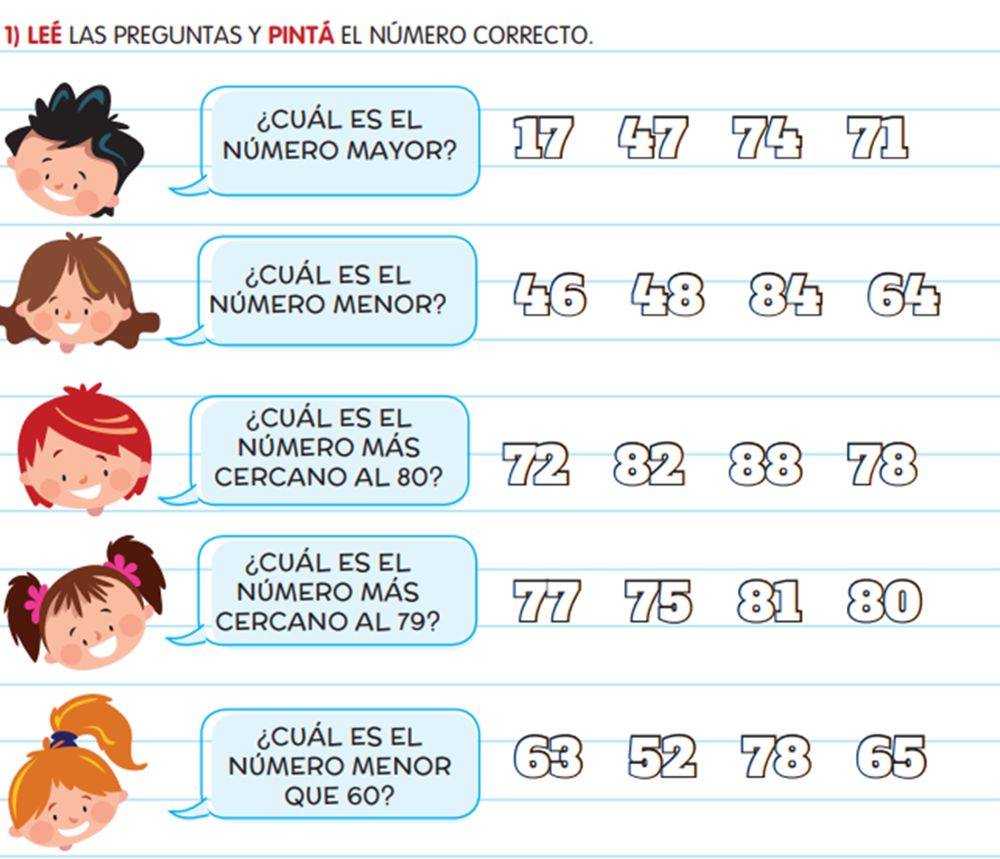 1) LEÉ LAS PREGUNTAS Y PINTÁ EL NÚMERO CORRECTO.
¿CUÁL ES EL
NÚMERO MAYOR?
17 47 74 71
¿CUÁL ES EL
NÚMERO MENOR?
46 48 84 64
¿CUÁL ES EL
NÚMERO MÁS
CERCANO AL 80?
72 82 88 78
¿CUÁL ES EL
NÚMERO MÁS
CERCANO AL 79?
77 75 81 80
¿CUÁL ES EL
NÚMERO MENOR
QUE 60?
63 52 78 65